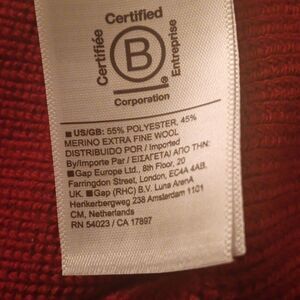 Certified
Certifiée
B
®
Entreprise
Corporation
■ US/GB: 55% POLYESTER, 45%
MERINO EXTRA FINE WOOL
DISTRIBUIDO POR / Imported
By/Importe Par / ΕΙΣΑΓΕΤΑΙ ΑΠΟ ΤΗΝ:
■ Gap Europe Ltd., 8th Floor, 20
Farringdon Street, London, EC4A 4AB,
UK. ■ Gap (RHC) B.V. Luna ArenA
Herikerbergweg 238 Amsterdam 1101
CM, Netherlands
RN 54023 / CA 17897